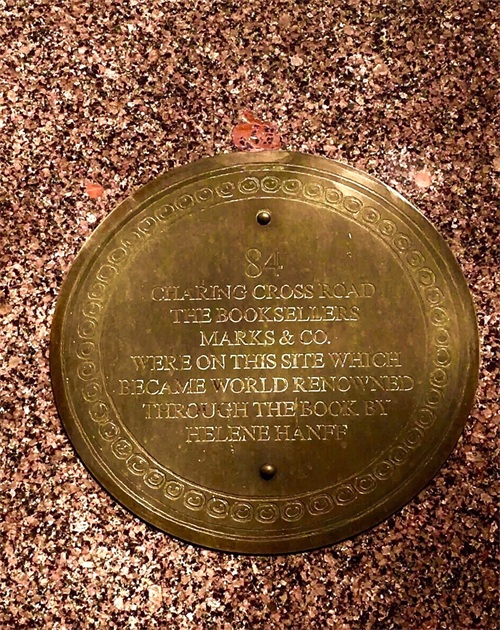 84
CHARING CROSS ROAD
THE BOOKSELLERS
MARKS & CO.
WERE ON THIS SITE WHICH
BECAME WORLD RENOWNED
THROUGH THE BOOK BY
HELENE HANFF